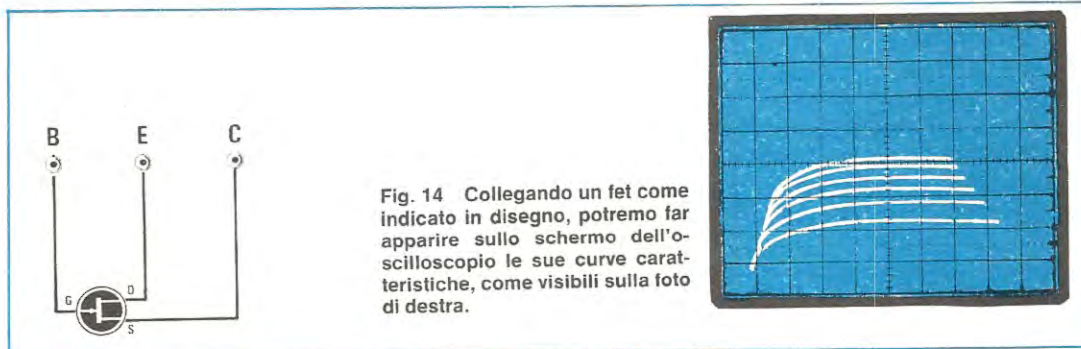 B E C
G D
S
Fig. 14 Collegando un fet come
indicato in disegno, potremo far
apparire sullo schermo dell'o-
scilloscopio le sue curve carat-
teristiche, come visibili sulla foto
di destra.